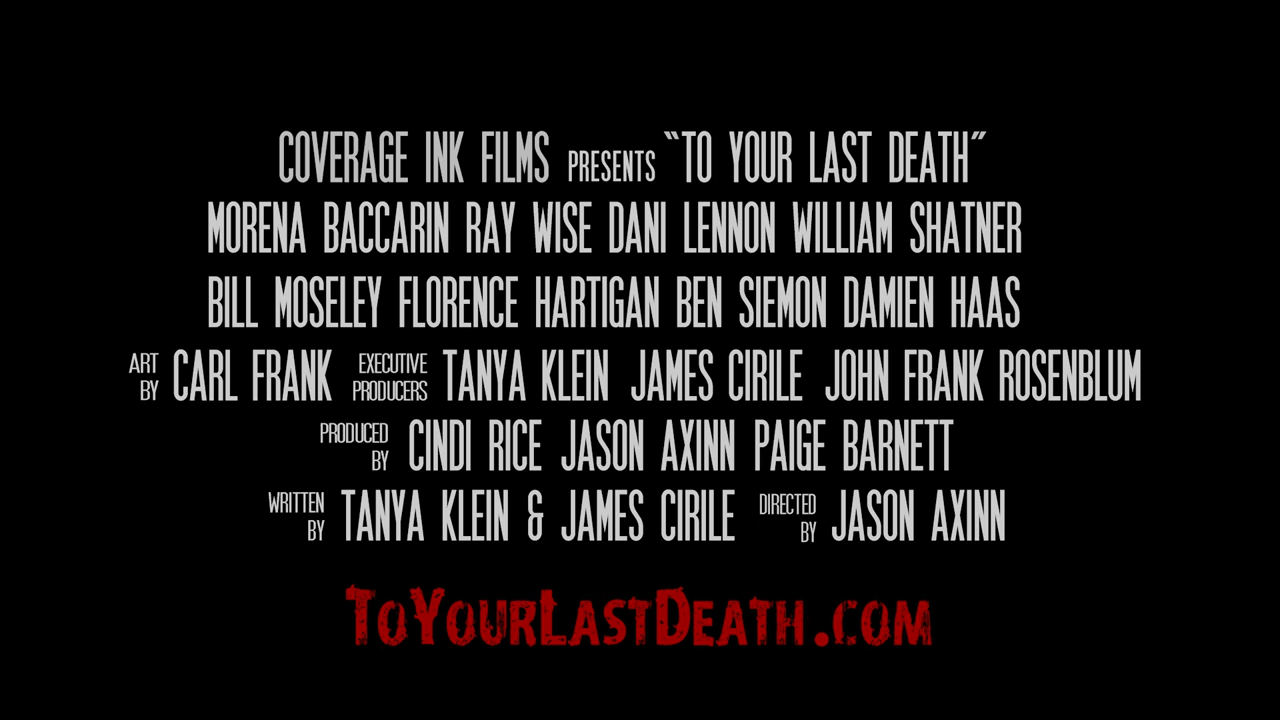 COVERAGE INK FILMS PRESENTS “TO YOUR LAST DEATH”
MORENA BACCARIN RAY WISE DANI LENNON WILLIAM SHATNER
BILL MOSELEY FLORENCE HARTIGAN BEN SIEMON DAMIEN HAAS
ART BY CARL FRANK EXECUTIVE PRODUCERS TANYA KLEIN JAMES CIRILE JOHN FRANK ROSENBLUM
PRODUCED BY CINDI RICE JASON AXINN PAIGE BARNETT
WRITTEN BY TANYA KLEIN & JAMES CIRILE DIRECTED BY JASON AXINN
TOYOURLASTDEATH.COM